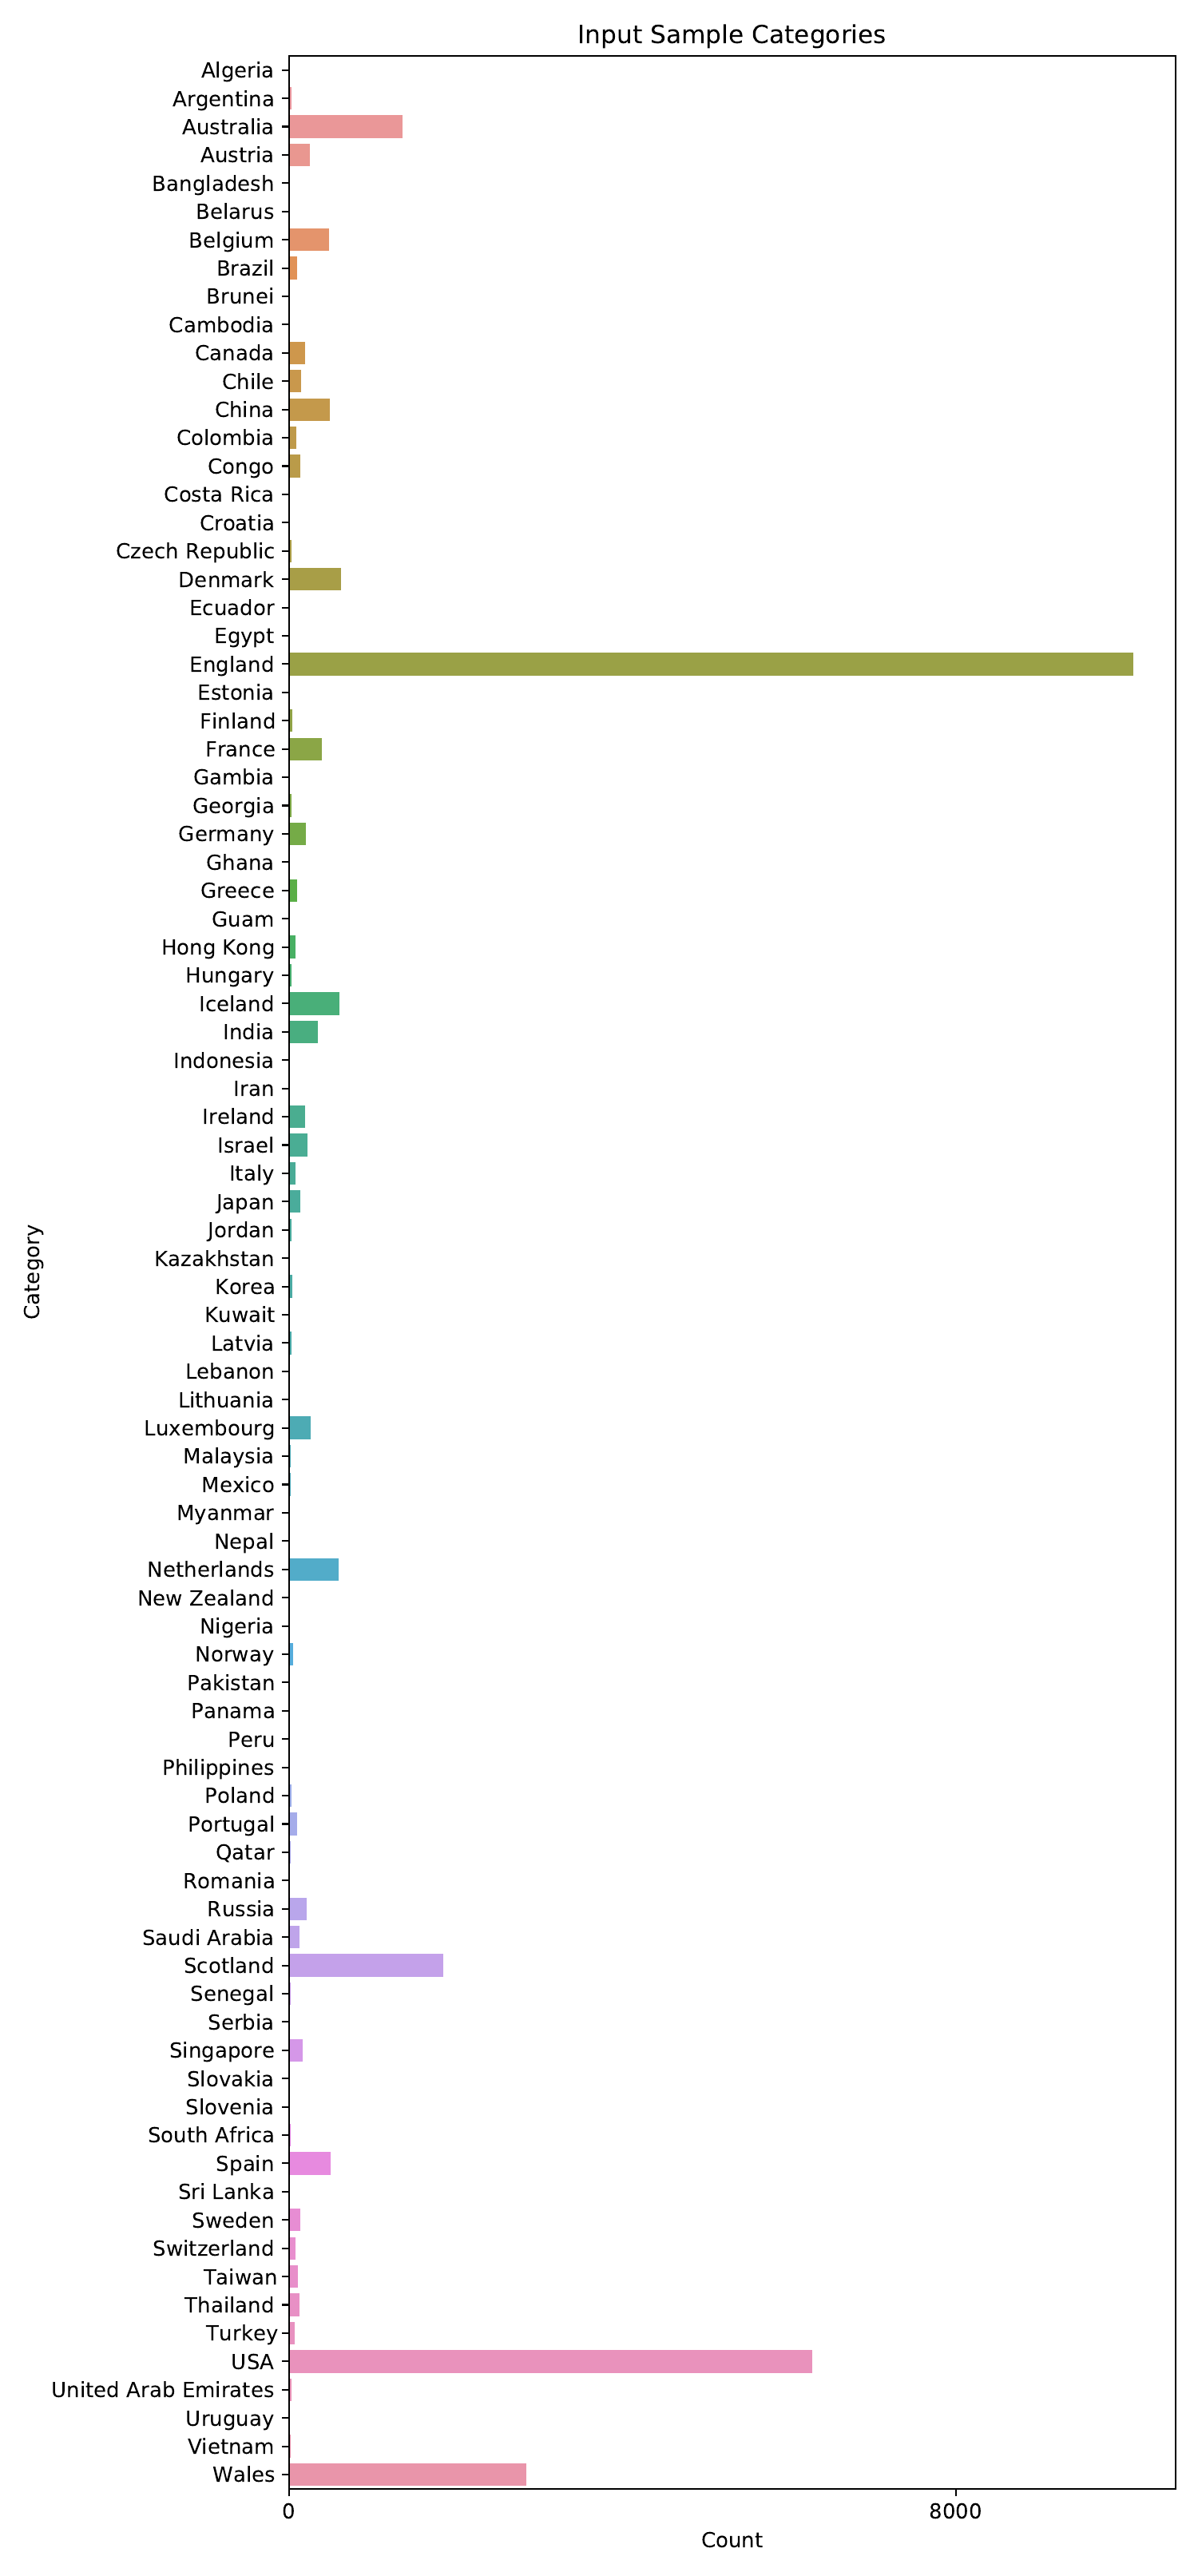 Input Sample Categories
Algeria
Argentina
Australia
Austria
Bangladesh
Belarus
Belgium
Brazil
Brunei
Cambodia
Canada
Chile
China
Colombia
Congo
Costa Rica
Croatia
Czech Republic
Denmark
Ecuador
Egypt
England
Estonia
Finland
France
Gambia
Georgia
Germany
Ghana
Greece
Guam
Hong Kong
Hungary
Iceland
India
Indonesia
Iran
Ireland
Israel
Italy
Japan
Jordan
Kazakhstan
Korea
Kuwait
Latvia
Lebanon
Lithuania
Luxembourg
Malaysia
Mexico
Myanmar
Nepal
Netherlands
New Zealand
Nigeria
Norway
Pakistan
Panama
Peru
Philippines
Poland
Portugal
Qatar
Romania
Russia
Saudi Arabia
Scotland
Senegal
Serbia
Singapore
Slovakia
Slovenia
South Africa
Spain
Sri Lanka
Sweden
Switzerland
Taiwan
Thailand
Turkey
USA
United Arab Emirates
Uruguay
Vietnam
Wales
Category
0 8000
Count